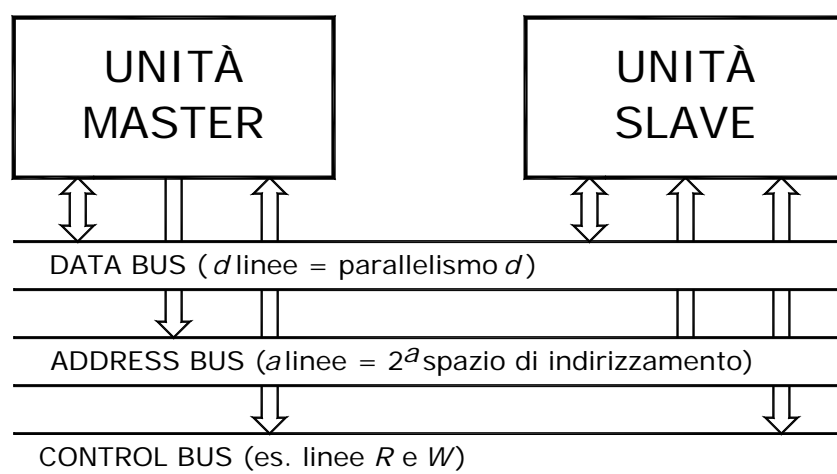 UNITÀ
MASTER
UNITÀ
SLAVE
DATA BUS (d linee = parallelismo d)
ADDRESS BUS (a linee = 2ᵃ spazio di indirizzamento)
CONTROL BUS (es. linee R e W)